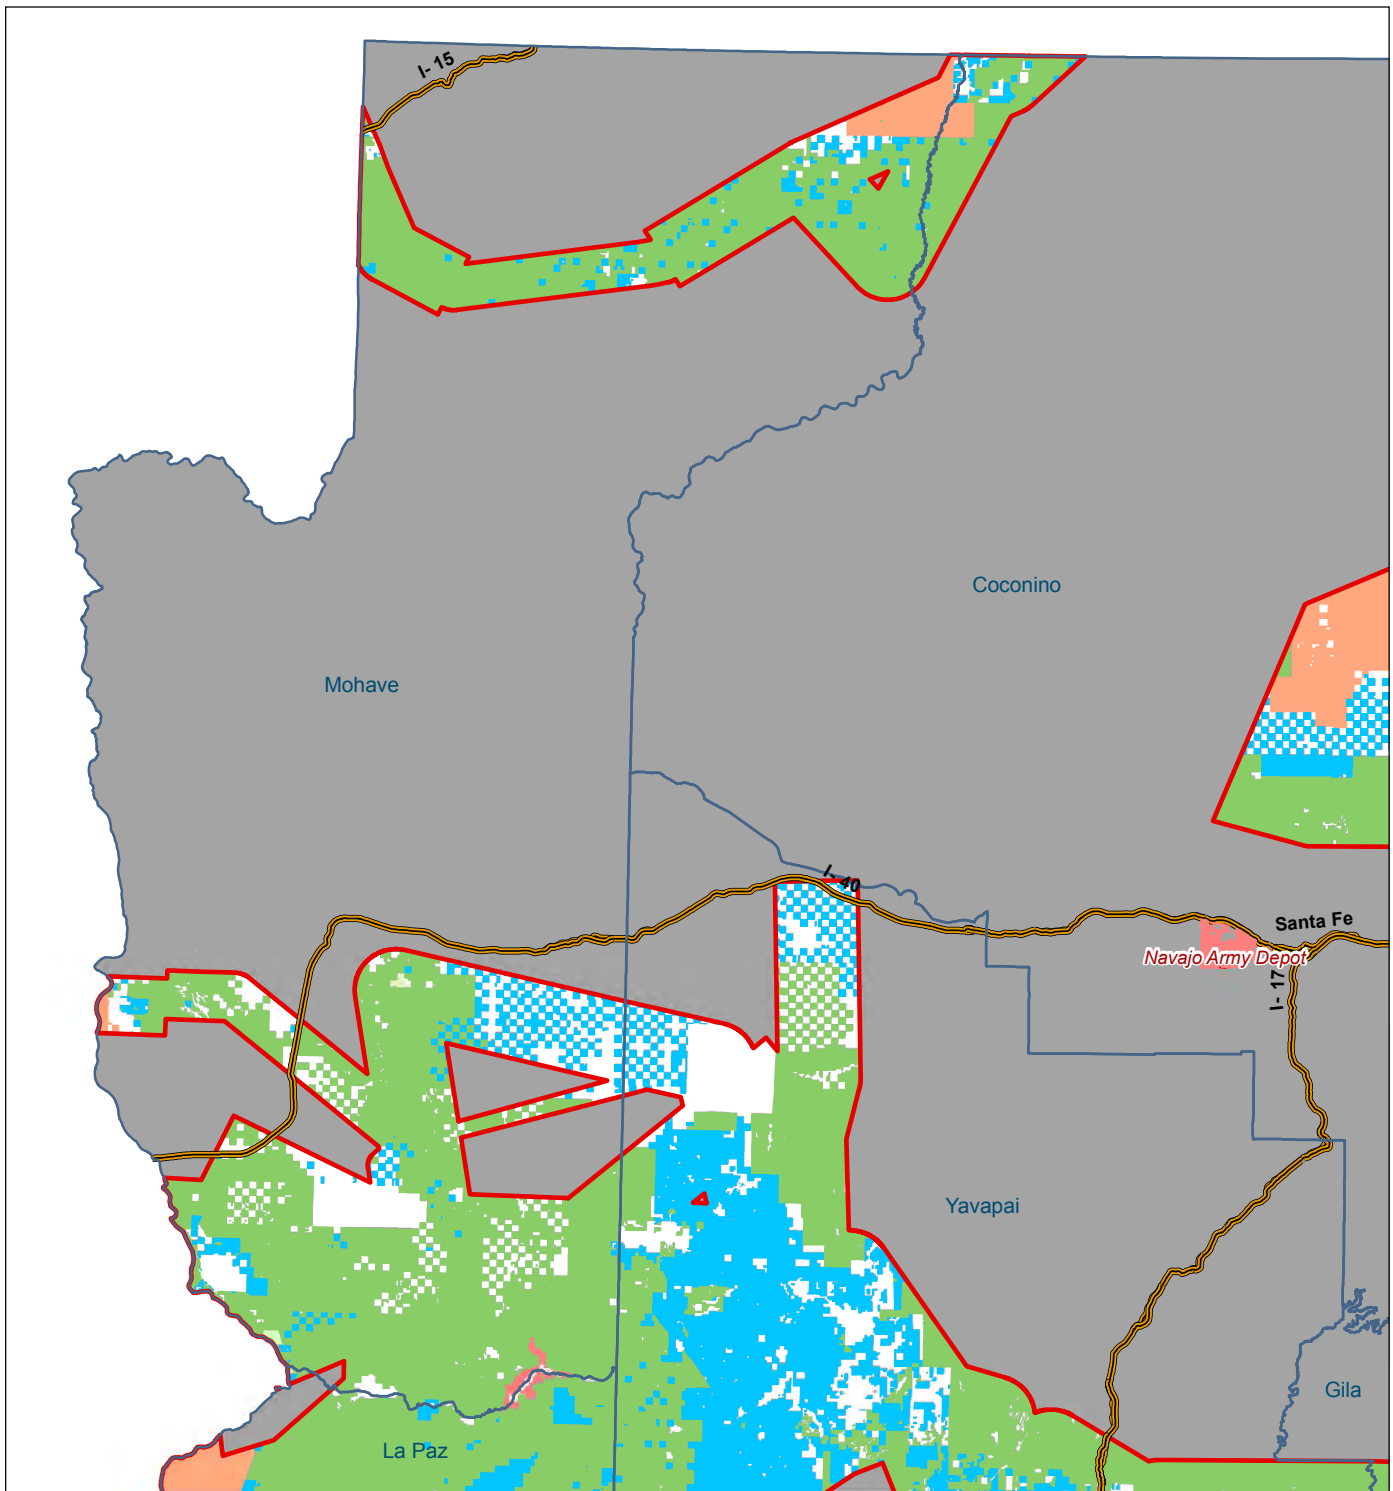 I- 15
Coconino
Mohave
I- 40
Santa Fe
Navajo Army Depot
I- 17
Yavapai
Gila
La Paz